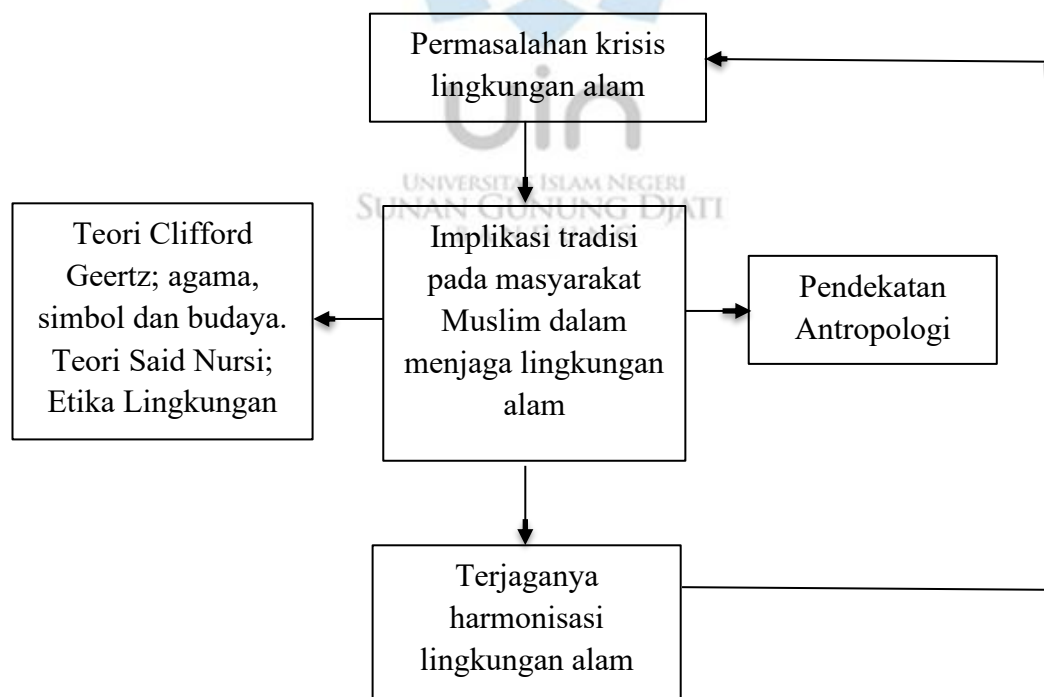 Permasalahan krisis
lingkungan alam
uin
UNIVERSITAS ISLAM NEGERI
SUNAN GUNUNG DJATI
Teori Clifford
Geertz; agama,
simbol dan budaya.
Teori Said Nursi;
Etika Lingkungan
Implikasi tradisi
pada masyarakat
Muslim dalam
menjaga lingkungan
alam
Pendekatan
Antropologi
Terjaganya
harmonisasi
lingkungan alam